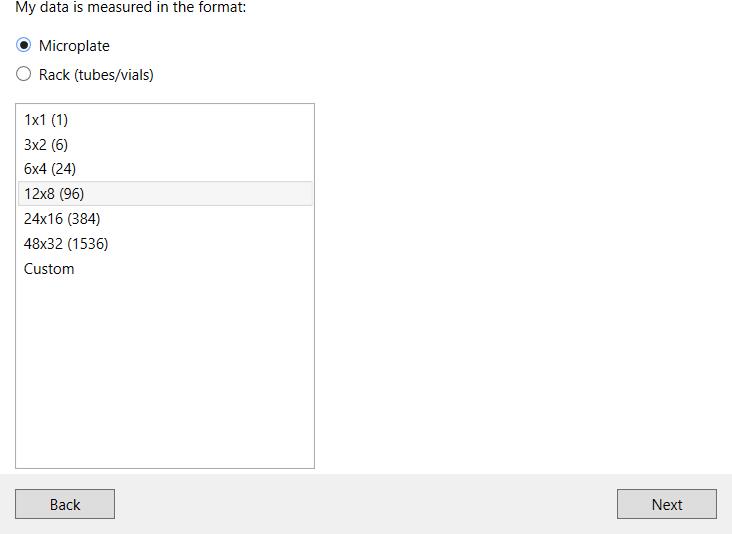 My data is measured in the format:
Microplate
Rack (tubes/vials)
1x1 (1)
3x2 (6)
6x4 (24)
12x8 (96)
24x16 (384)
48x32 (1536)
Custom
Back
Next